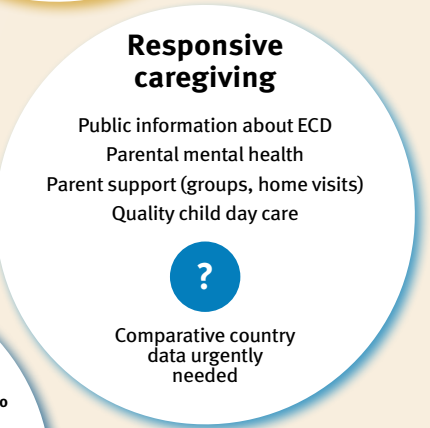 Responsive
caregiving
Public information about ECD
Parental mental health
Parent support (groups, home visits)
Quality child day care
?
Comparative country
data urgently
needed
o